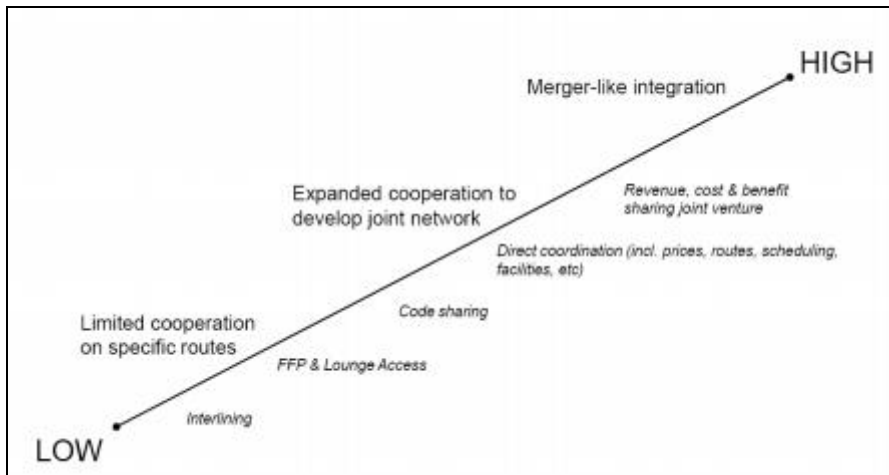 HIGH
Merger-like integration
Revenue, cost & benefit
sharing joint venture
Expanded cooperation to
develop joint network
Direct coordination (incl. prices, routes, scheduling,
facilities, etc)
Code sharing
Limited cooperation
on specific routes
FFP & Lounge Access
Interlining
LOW